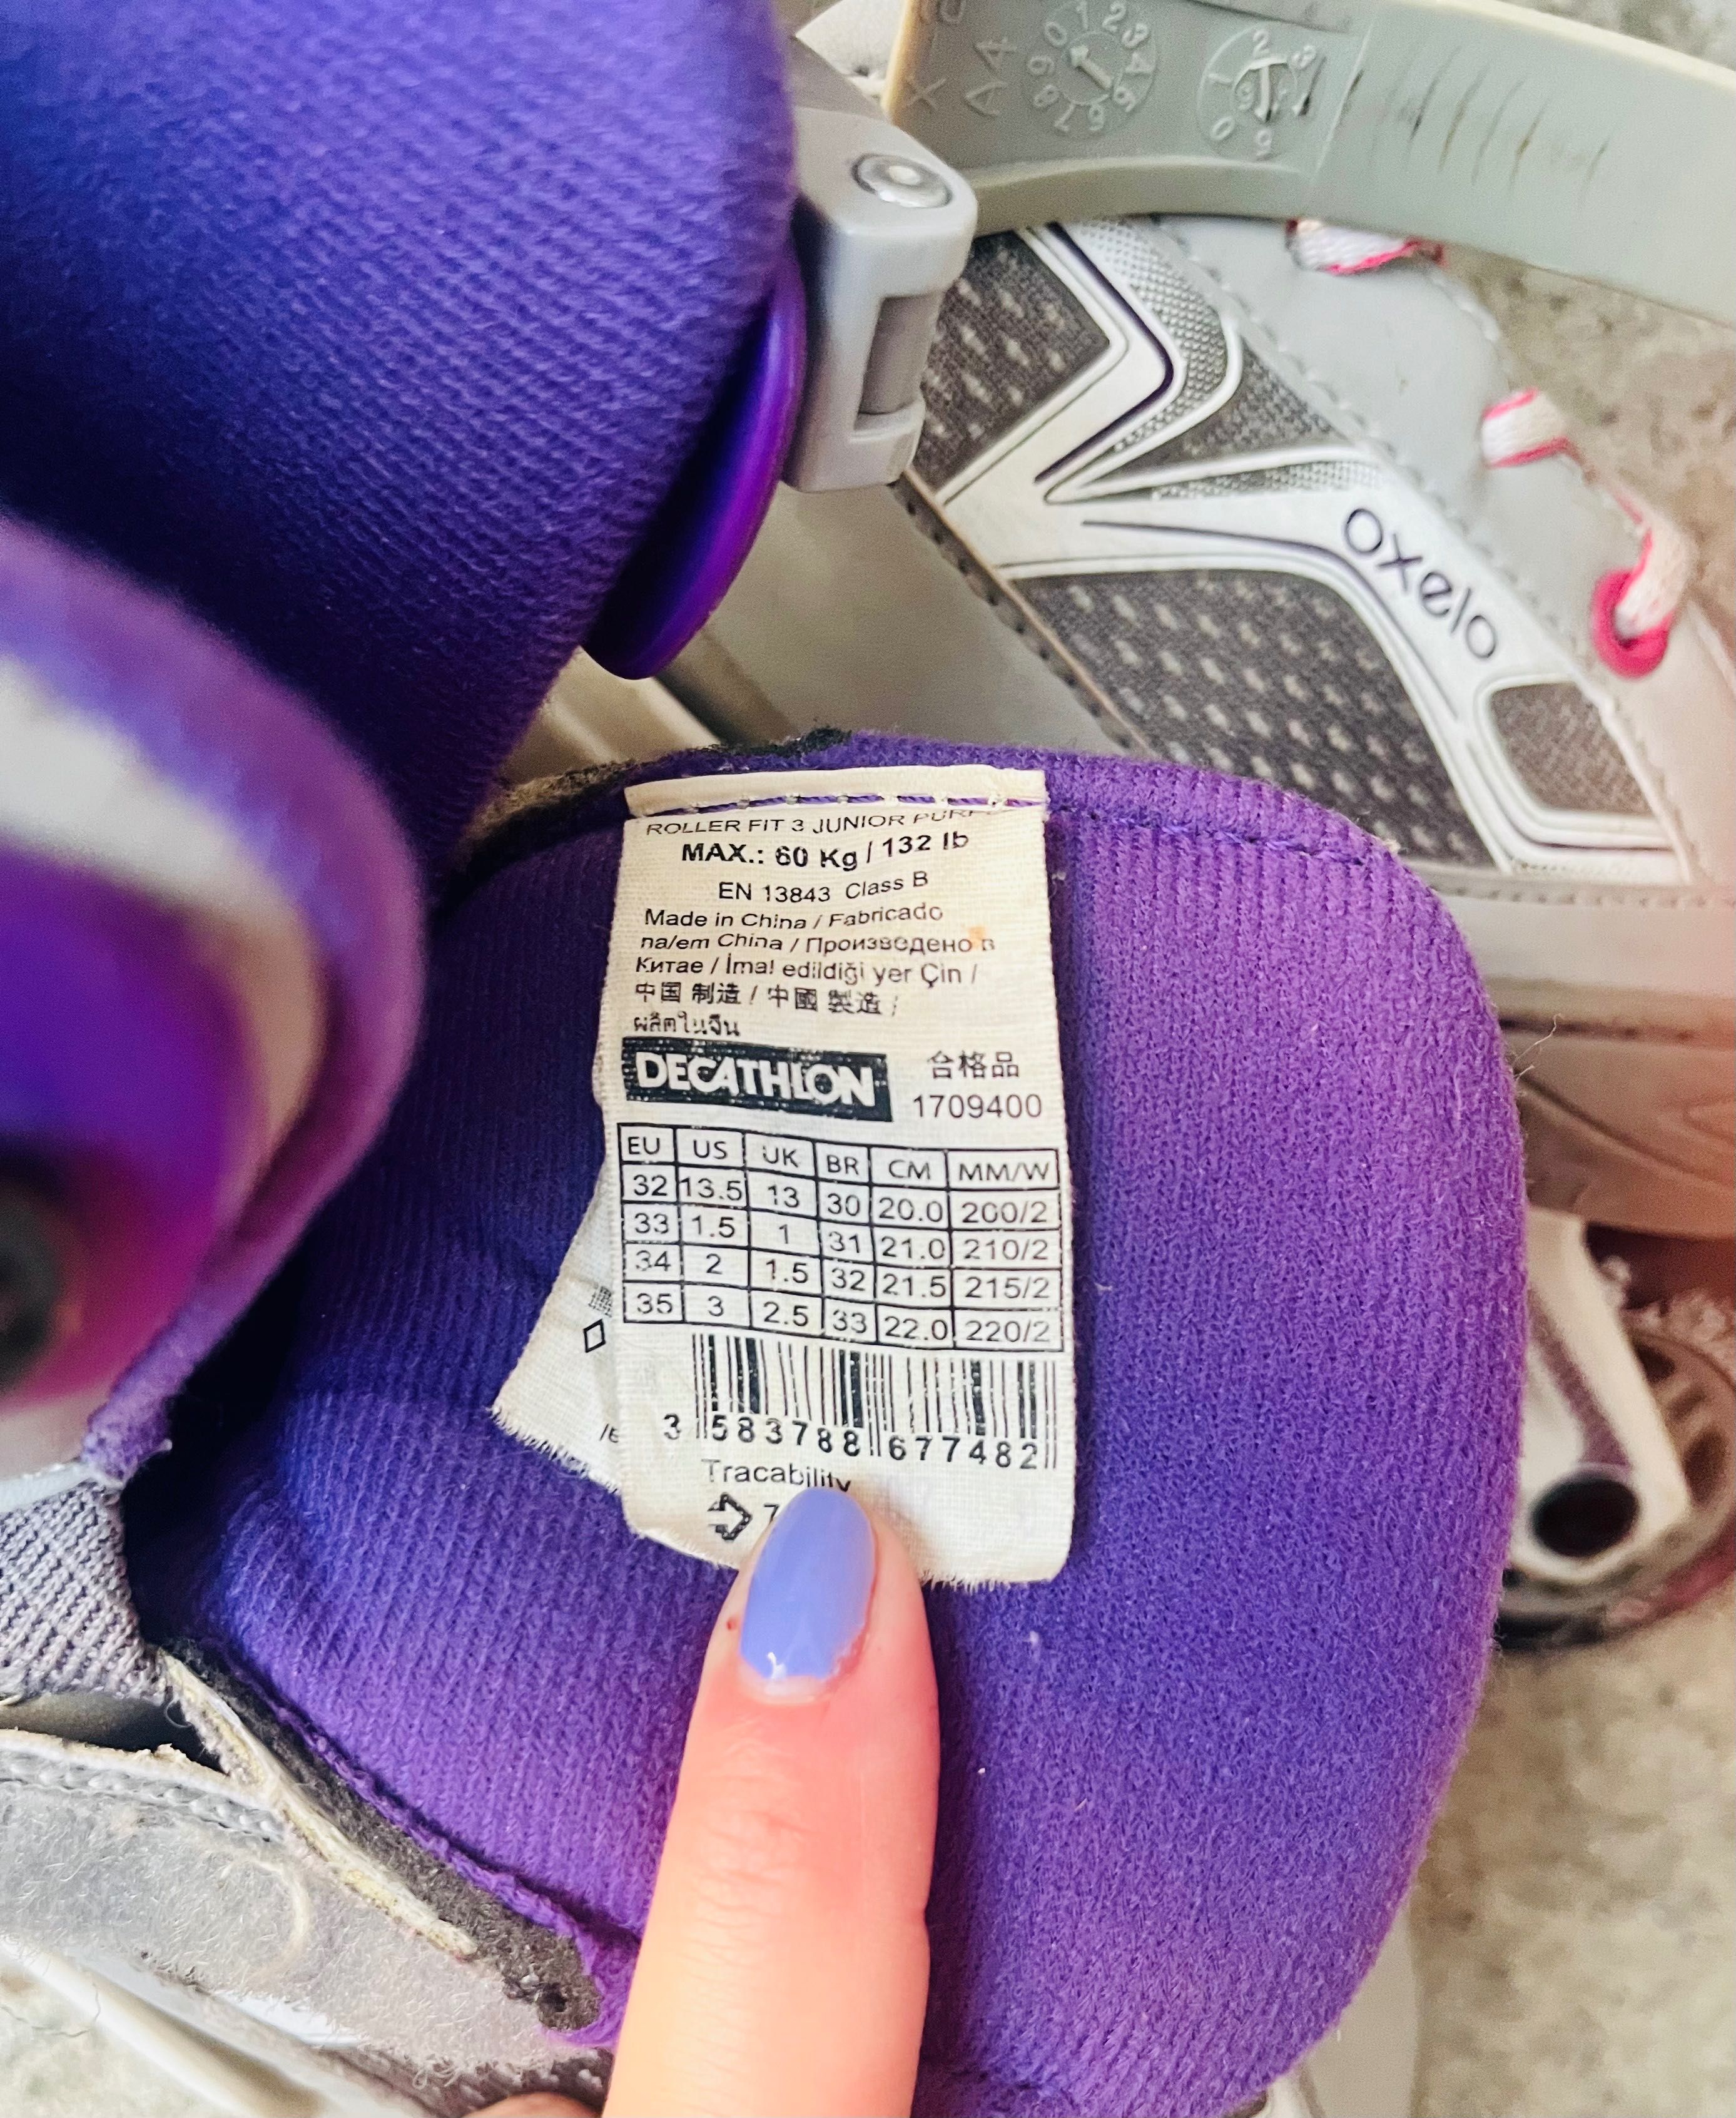 oxelo
ROLLER FIT 3 JUNIOR
MAX.: 60 Kg / 132 lb
EN 13843 Class B
Made in China / Fabricado
na/em China / Произведено в
Китае / İmal edildiği yer Çin /
中国 制造 / 中國 製造 /
ผลิตในจีน
DECATHLON 合格品
1709400
EU US UK BR CM MM/W
32 13.5 13 30 20.0 200/2
33 1.5 1 31 21.0 210/2
34 2 1.5 32 21.5 215/2
35 3 2.5 33 22.0 220/2
3 583788 677482
Tracability
7